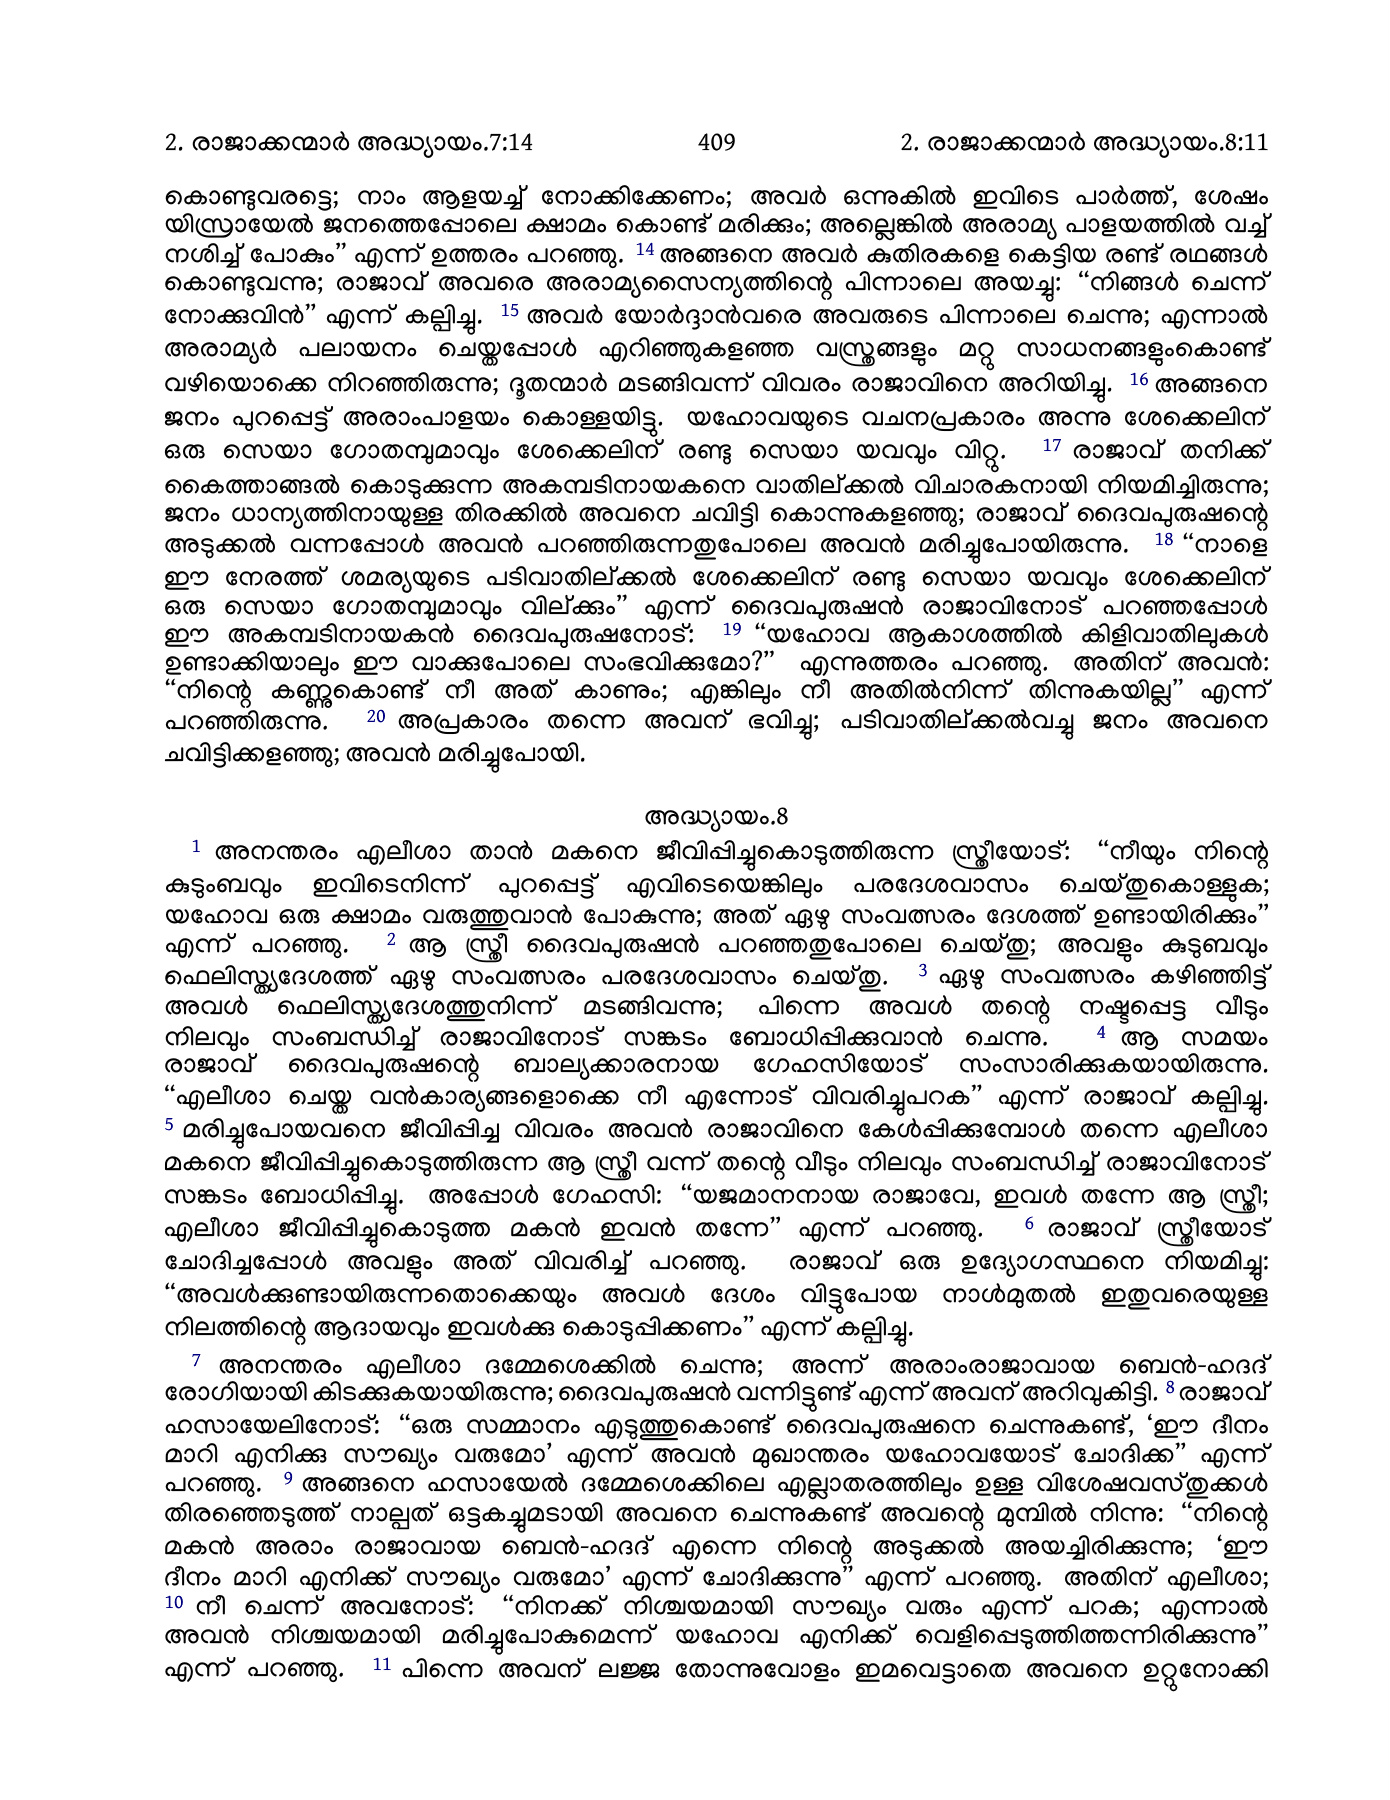 2. രാജാക്കന്മാർ അദ്ധ്യായം.7:14 409 2. രാജാക്കന്മാർ അദ്ധ്യായം.8:11
കൊണ്ടുവരട്ടെ; നാം ആളയച്ച് നോക്കിക്കേണം; അവർ ഒന്നുകിൽ ഇവിടെ പാർത്ത്, ശേഷം
യിസ്രായേൽ ജനത്തെപ്പോലെ ക്ഷാമം കൊണ്ട് മരിക്കും; അല്ലെങ്കിൽ അരാമ്യ പാളയത്തിൽ വച്ച്
നശിച്ച് പോകും” എന്ന് ഉത്തരം പറഞ്ഞു. 14 അങ്ങനെ അവർ കുതിരകളെ കെട്ടിയ രണ്ട് രഥങ്ങൾ
കൊണ്ടുവന്നു; രാജാവ് അവരെ അരാമ്യസൈന്യത്തിന്റെ പിന്നാലെ അയച്ചു: “നിങ്ങൾ ചെന്ന്
നോക്കുവിൻ” എന്ന് കല്പിച്ചു. 15 അവർ യോർദ്ദാൻവരെ അവരുടെ പിന്നാലെ ചെന്നു; എന്നാൽ
അരാമ്യർ പലായനം ചെയ്തപ്പോൾ എറിഞ്ഞുകളഞ്ഞ വസ്ത്രങ്ങളും മറ്റു സാധനങ്ങളുംകൊണ്ട്
വഴിയൊക്കെ നിറഞ്ഞിരുന്നു; ദൂതന്മാർ മടങ്ങിവന്ന് വിവരം രാജാവിനെ അറിയിച്ചു. 16 അങ്ങനെ
ജനം പുറപ്പെട്ട് അരാംപാളയം കൊള്ളയിട്ടു. യഹോവയുടെ വചനപ്രകാരം അന്നു ശേക്കെലിന്
ഒരു സെയാ ഗോതമ്പുമാവും ശേക്കെലിന് രണ്ടു സെയാ യവവും വിറ്റു. 17 രാജാവ് തനിക്ക്
കൈത്താങ്ങൽ കൊടുക്കുന്ന അകമ്പടിനായകനെ വാതില്ക്കൽ വിചാരകനായി നിയമിച്ചിരുന്നു;
ജനം ധാന്യത്തിനായുള്ള തിരക്കിൽ അവനെ ചവിട്ടി കൊന്നുകളഞ്ഞു; രാജാവ് ദൈവപുരുഷന്റെ
അടുക്കൽ വന്നപ്പോൾ അവൻ പറഞ്ഞിരുന്നതുപോലെ അവൻ മരിച്ചുപോയിരുന്നു. 18 “നാളെ
ഈ നേരത്ത് ശമര്യയുടെ പടിവാതില്ക്കൽ ശേക്കെലിന് രണ്ടു സെയാ യവവും ശേക്കെലിന്
ഒരു സെയാ ഗോതമ്പുമാവും വില്ക്കും” എന്ന് ദൈവപുരുഷൻ രാജാവിനോട് പറഞ്ഞപ്പോൾ
ഈ അകമ്പടിനായകൻ ദൈവപുരുഷനോട്: 19 “യഹോവ ആകാശത്തിൽ കിളിവാതിലുകൾ
ഉണ്ടാക്കിയാലും ഈ വാക്കുപോലെ സംഭവിക്കുമോ?” എന്നുത്തരം പറഞ്ഞു. അതിന് അവൻ:
“നിന്റെ കണ്ണുകൊണ്ട് നീ അത് കാണും; എങ്കിലും നീ അതിൽനിന്ന് തിന്നുകയില്ല” എന്ന്
പറഞ്ഞിരുന്നു. 20 അപ്രകാരം തന്നെ അവന് ഭവിച്ചു; പടിവാതില്ക്കൽവച്ചു ജനം അവനെ
ചവിട്ടിക്കളഞ്ഞു; അവൻ മരിച്ചുപോയി.
അദ്ധ്യായം.8
1 അനന്തരം എലീശാ താൻ മകനെ ജീവിപ്പിച്ചുകൊടുത്തിരുന്ന സ്ത്രീയോട്: “നീയും നിന്റെ
കുടുംബവും ഇവിടെനിന്ന് പുറപ്പെട്ട് എവിടെയെങ്കിലും പരദേശവാസം ചെയ്തുകൊള്ളുക;
യഹോവ ഒരു ക്ഷാമം വരുത്തുവാൻ പോകുന്നു; അത് ഏഴു സംവത്സരം ദേശത്ത് ഉണ്ടായിരിക്കും”
എന്ന് പറഞ്ഞു. 2 ആ സ്ത്രീ ദൈവപുരുഷൻ പറഞ്ഞതുപോലെ ചെയ്തു; അവളും കുടുബവും
ഫെലിസ്ത്യദേശത്ത് ഏഴു സംവത്സരം പരദേശവാസം ചെയ്തു. 3 ഏഴു സംവത്സരം കഴിഞ്ഞിട്ട്
അവൾ ഫെലിസ്ത്യദേശത്തുനിന്ന് മടങ്ങിവന്നു; പിന്നെ അവൾ തന്റെ നഷ്ടപ്പെട്ട വീടും
നിലവും സംബന്ധിച്ച് രാജാവിനോട് സങ്കടം ബോധിപ്പിക്കുവാൻ ചെന്നു. 4 ആ സമയം
രാജാവ് ദൈവപുരുഷന്റെ ബാല്യക്കാരനായ ഗേഹസിയോട് സംസാരിക്കുകയായിരുന്നു.
“എലീശാ ചെയ്ത വൻകാര്യങ്ങളൊക്കെ നീ എന്നോട് വിവരിച്ചുപറക” എന്ന് രാജാവ് കല്പിച്ചു.
5 മരിച്ചുപോയവനെ ജീവിപ്പിച്ച വിവരം അവൻ രാജാവിനെ കേൾപ്പിക്കുമ്പോൾ തന്നെ എലീശാ
മകനെ ജീവിപ്പിച്ചുകൊടുത്തിരുന്ന ആ സ്ത്രീ വന്ന് തന്റെ വീടും നിലവും സംബന്ധിച്ച് രാജാവിനോട്
സങ്കടം ബോധിപ്പിച്ചു. അപ്പോൾ ഗേഹസി: “യജമാനനായ രാജാവേ, ഇവൾ തന്നേ ആ സ്ത്രീ;
എലീശാ ജീവിപ്പിച്ചുകൊടുത്ത മകൻ ഇവൻ തന്നേ” എന്ന് പറഞ്ഞു. 6 രാജാവ് സ്ത്രീയോട്
ചോദിച്ചപ്പോൾ അവളും അത് വിവരിച്ച് പറഞ്ഞു. രാജാവ് ഒരു ഉദ്യോഗസ്ഥനെ നിയമിച്ചു:
“അവൾക്കുണ്ടായിരുന്നതൊക്കെയും അവൾ ദേശം വിട്ടുപോയ നാൾമുതൽ ഇതുവരെയുള്ള
നിലത്തിന്റെ ആദായവും ഇവൾക്കു കൊടുപ്പിക്കണം” എന്ന് കല്പിച്ചു.
7 അനന്തരം എലീശാ ദമ്മേശെക്കിൽ ചെന്നു; അന്ന് അരാംരാജാവായ ബെൻ-ഹദദ്
രോഗിയായി കിടക്കുകയായിരുന്നു; ദൈവപുരുഷൻ വന്നിട്ടുണ്ട് എന്ന് അവന് അറിവുകിട്ടി. 8 രാജാവ്
ഹസായേലിനോട്: “ഒരു സമ്മാനം എടുത്തുകൊണ്ട് ദൈവപുരുഷനെ ചെന്നുകണ്ട്, ‘ഈ ദീനം
മാറി എനിക്കു സൗഖ്യം വരുമോ’ എന്ന് അവൻ മുഖാന്തരം യഹോവയോട് ചോദിക്ക” എന്ന്
പറഞ്ഞു. 9 അങ്ങനെ ഹസായേൽ ദമ്മേശെക്കിലെ എല്ലാതരത്തിലും ഉള്ള വിശേഷവസ്തുക്കൾ
തിരഞ്ഞെടുത്ത് നാല്പത് ഒട്ടകച്ചുമടായി അവനെ ചെന്നുകണ്ട് അവന്റെ മുമ്പിൽ നിന്നു: “നിന്റെ
മകൻ അരാം രാജാവായ ബെൻ-ഹദദ് എന്നെ നിന്റെ അടുക്കൽ അയച്ചിരിക്കുന്നു; ‘ഈ
ദീനം മാറി എനിക്ക് സൗഖ്യം വരുമോ’ എന്ന് ചോദിക്കുന്നു” എന്ന് പറഞ്ഞു. അതിന് എലീശാ;
10 നീ ചെന്ന് അവനോട്: “നിനക്ക് നിശ്ചയമായി സൗഖ്യം വരും എന്ന് പറക; എന്നാൽ
അവൻ നിശ്ചയമായി മരിച്ചുപോകുമെന്ന് യഹോവ എനിക്ക് വെളിപ്പെടുത്തിത്തന്നിരിക്കുന്നു”
എന്ന് പറഞ്ഞു. 11 പിന്നെ അവന് ലജ്ജ തോന്നുവോളം ഇമവെട്ടാതെ അവനെ ഉറ്റുനോക്കി